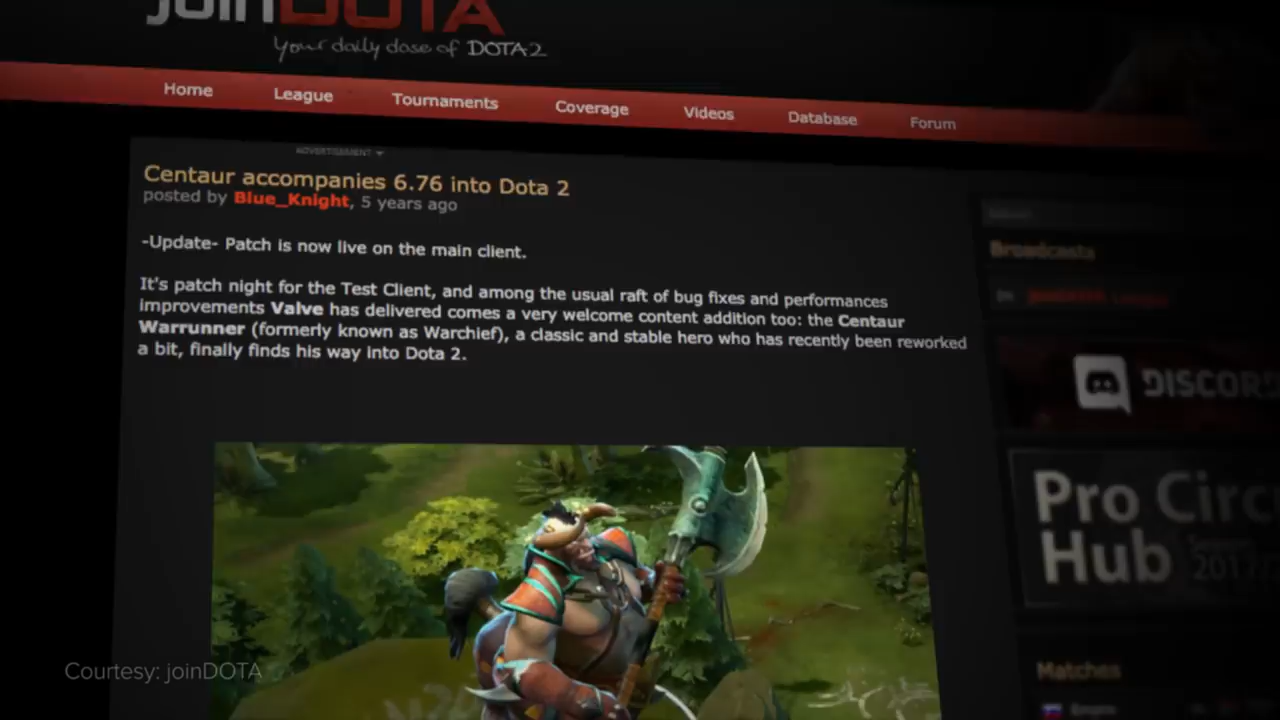 joinDOTA
Your daily dose of DOTA2
Home League Tournaments Coverage Videos Database Forum
ADVERTISEMENT
Centaur accompanies 6.76 into Dota 2
posted by Blue_Knight, 5 years ago
-Update- Patch is now live on the main client.
It's patch night for the Test Client, and among the usual raft of bug fixes and performances
improvements Valve has delivered comes a very welcome content addition too: the Centaur
Warrunner (formerly known as Warchief), a classic and stable hero who has recently been reworked
a bit, finally finds his way into Dota 2.
Broadcasts
DISCORD
Pro Circ
Hub 2017/
Matches
Courtesy: joinDOTA